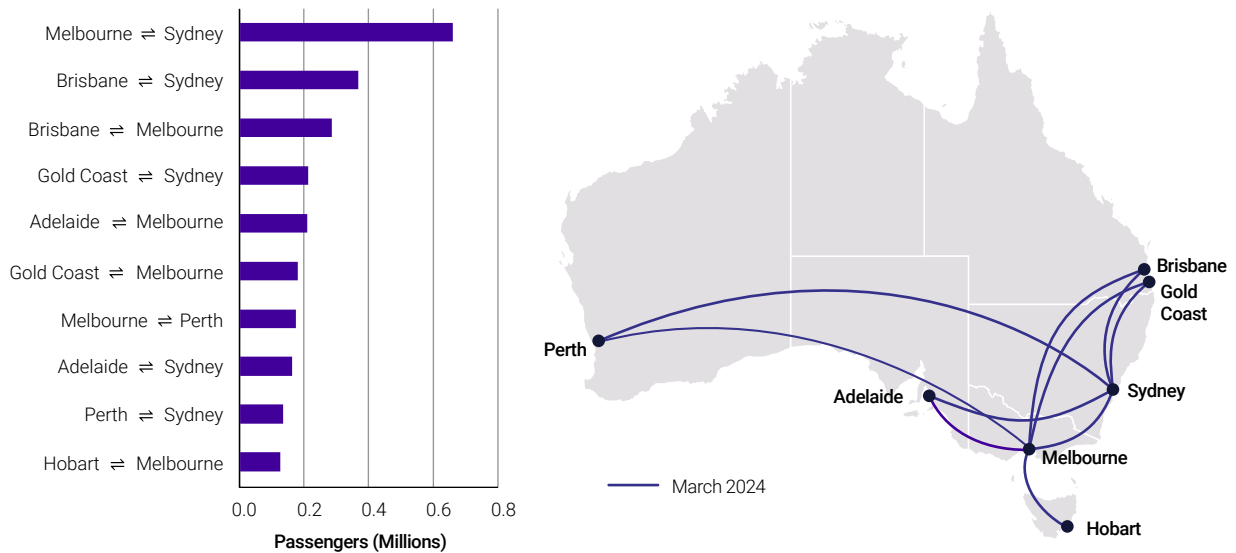 Melbourne ⇌ Sydney
Brisbane ⇌ Sydney
Brisbane ⇌ Melbourne
Gold Coast ⇌ Sydney
Adelaide ⇌ Melbourne
Gold Coast ⇌ Melbourne
Melbourne ⇌ Perth
Adelaide ⇌ Sydney
Perth ⇌ Sydney
Hobart ⇌ Melbourne
0.0 0.2 0.4 0.6 0.8
Passengers (Millions)
Brisbane
Gold
Coast
Perth
Adelaide
Sydney
Melbourne
March 2024
Hobart